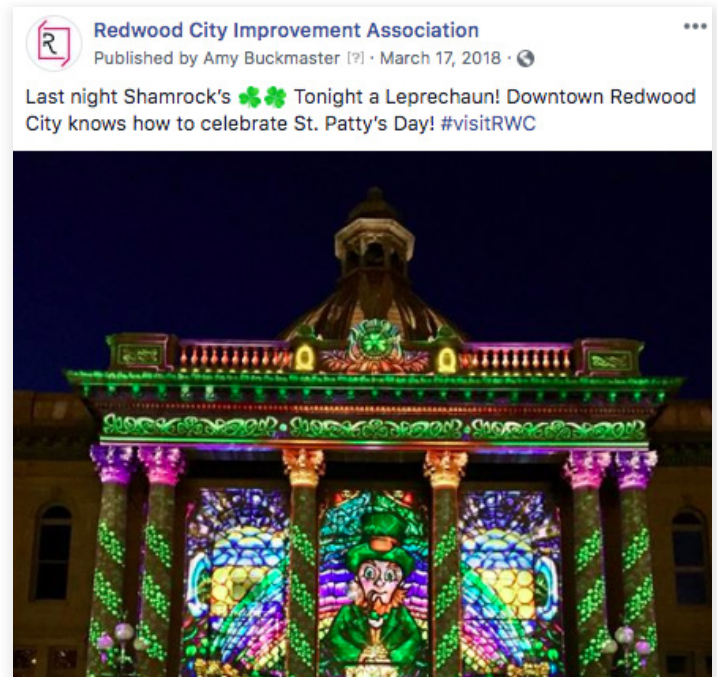 Redwood City Improvement Association
Published by Amy Buckmaster [?] · March 17, 2018 ·
Last night Shamrock's ☘️☘️ Tonight a Leprechaun! Downtown Redwood
City knows how to celebrate St. Patty's Day! #visitRWC
R